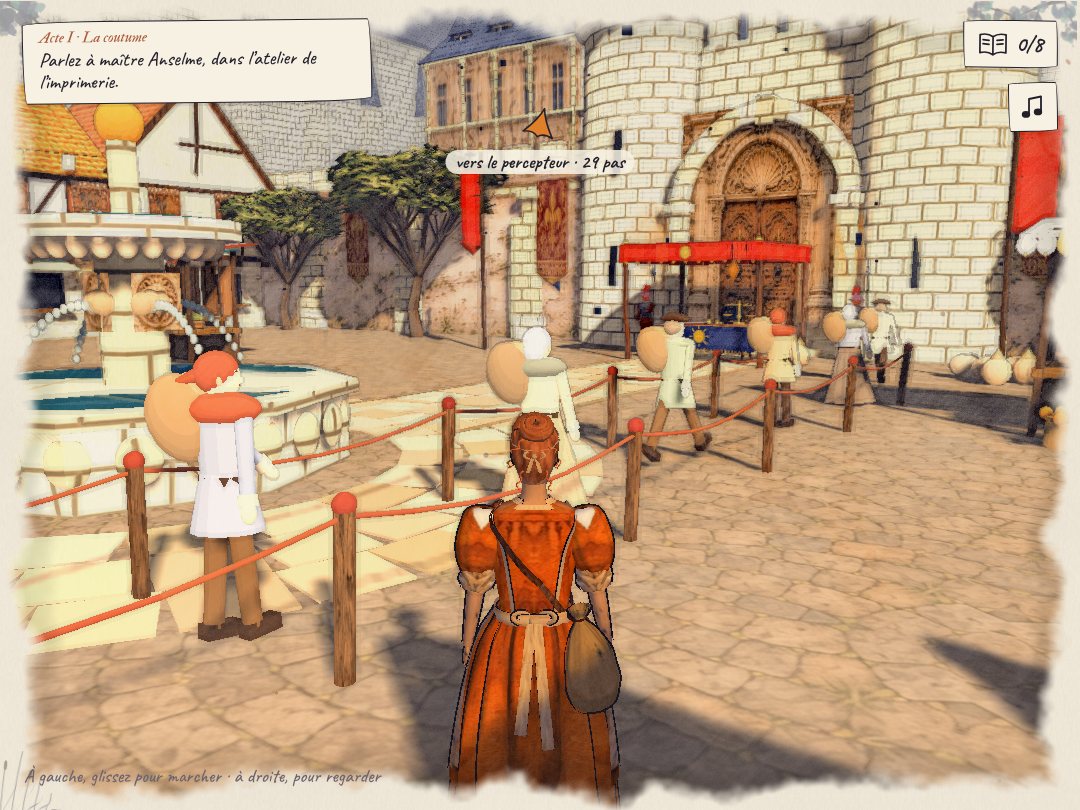 Acte I · La coutume
Parlez à maître Anselme, dans l'atelier de
l'imprimerie.
0/8
vers le percepteur · 29 pas
À gauche, glissez pour marcher · à droite, pour regarder